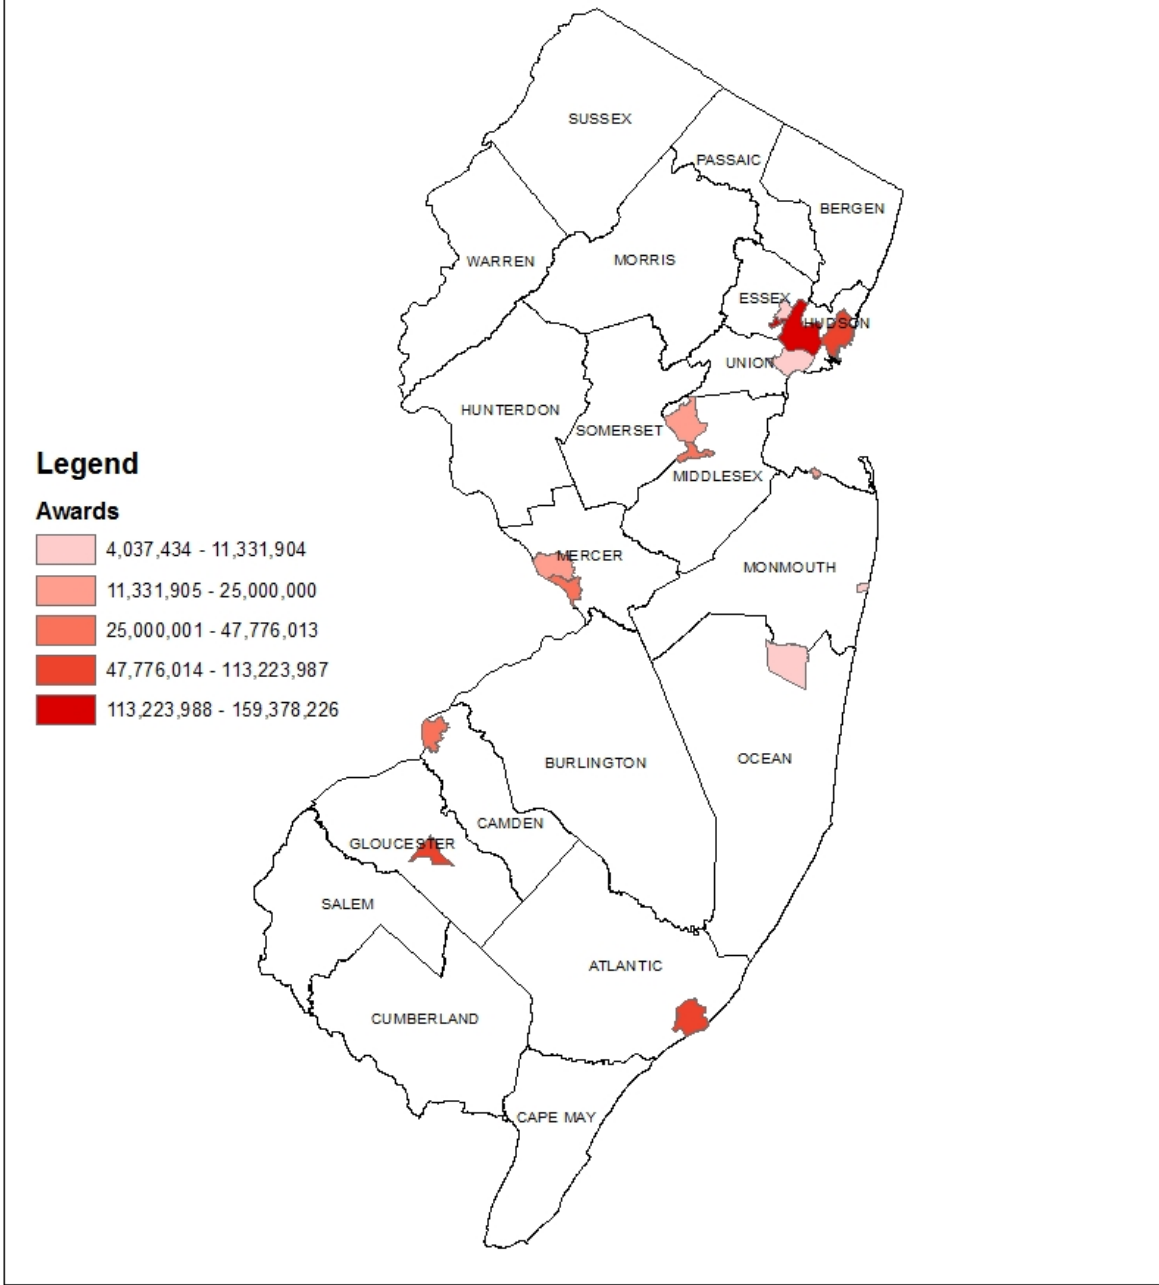 SUSSEX
PASSAIC
BERGEN
WARREN
MORRIS
ESSEX
HUDSON
UNION
HUNTERDON
SOMERSET
MIDDLESEX
MERCER
MONMOUTH
Legend
Awards
4,037,434 - 11,331,904
11,331,905 - 25,000,000
25,000,001 - 47,776,013
47,776,014 - 113,223,987
113,223,988 - 159,378,226
BURLINGTON
OCEAN
CAMDEN
GLOUCESTER
SALEM
ATLANTIC
CUMBERLAND
CAPE MAY